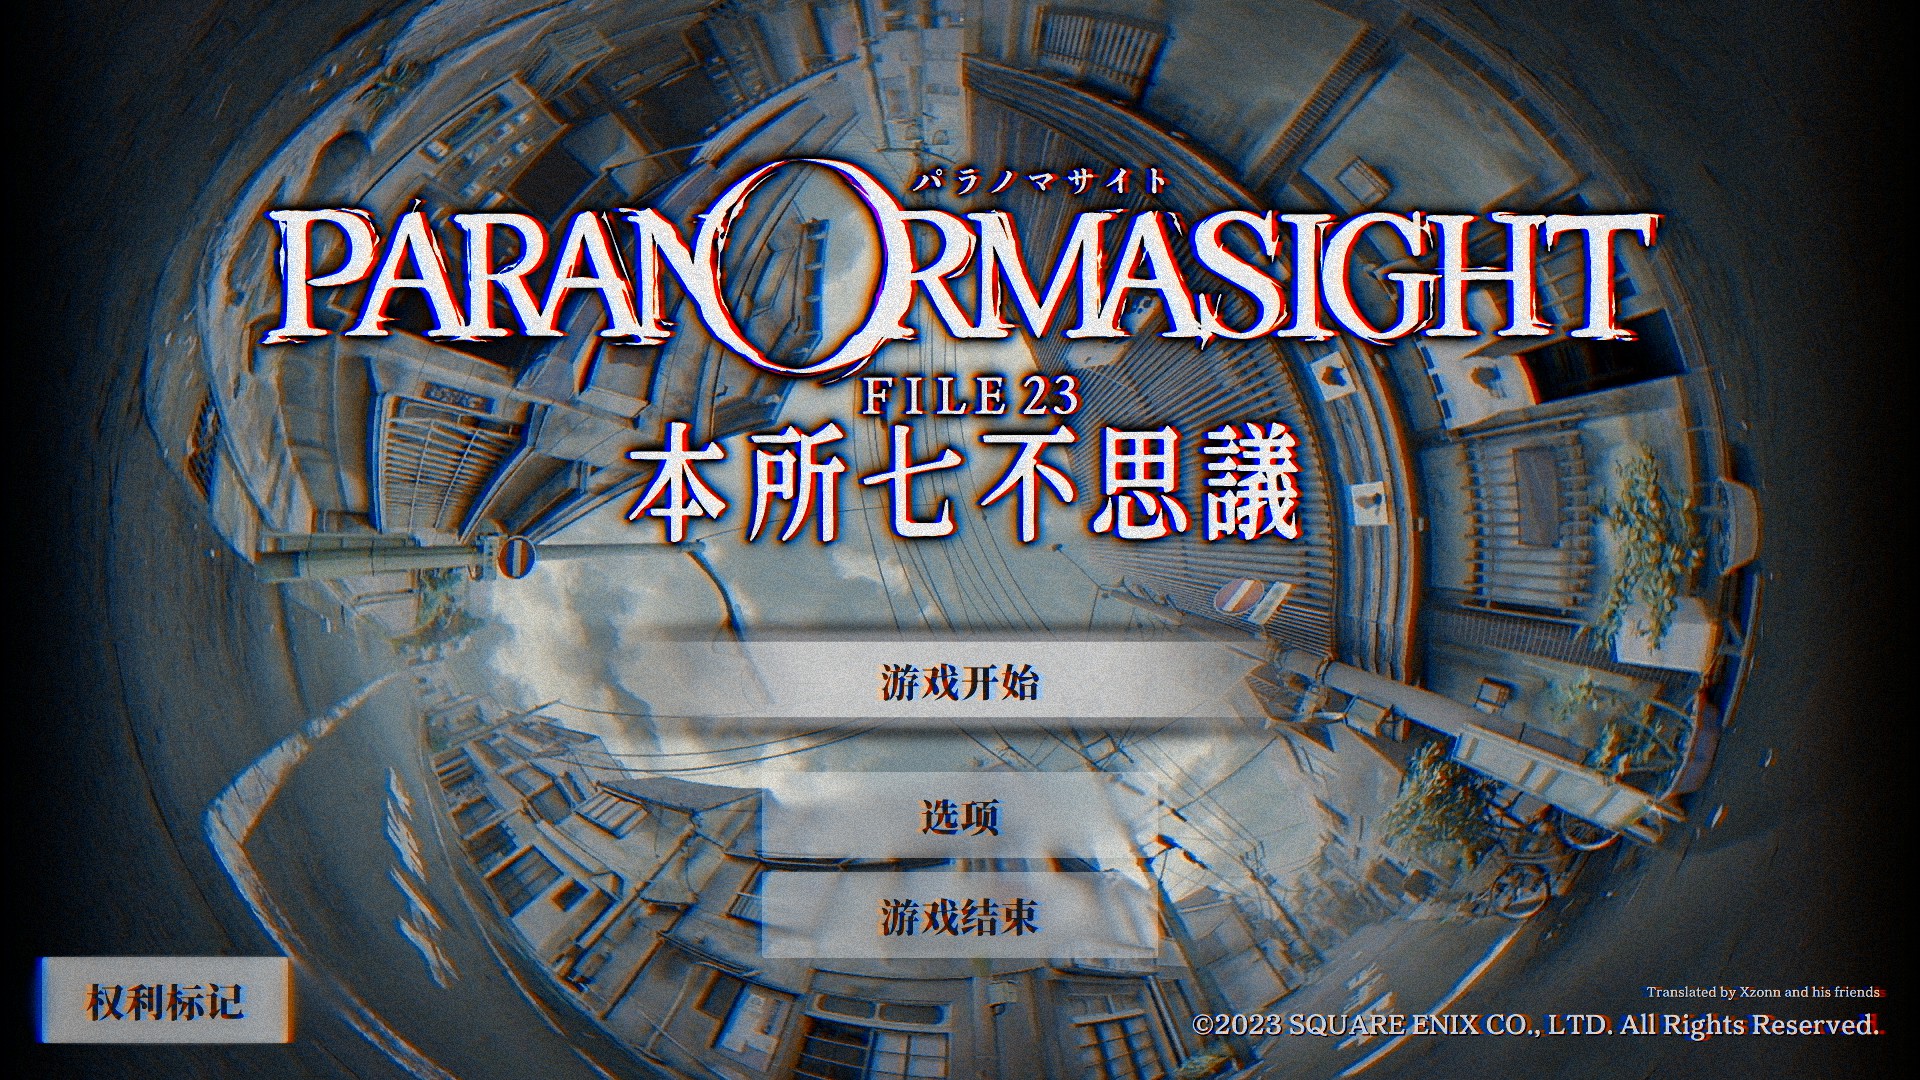 パラノマサイト
PARANORMASIGHT
FILE 23
本所七不思議
游戏开始
选项
游戏结束
权利标记
Translated by Xzonn and his friends
©2023 SQUARE ENIX CO., LTD. All Rights Reserved.